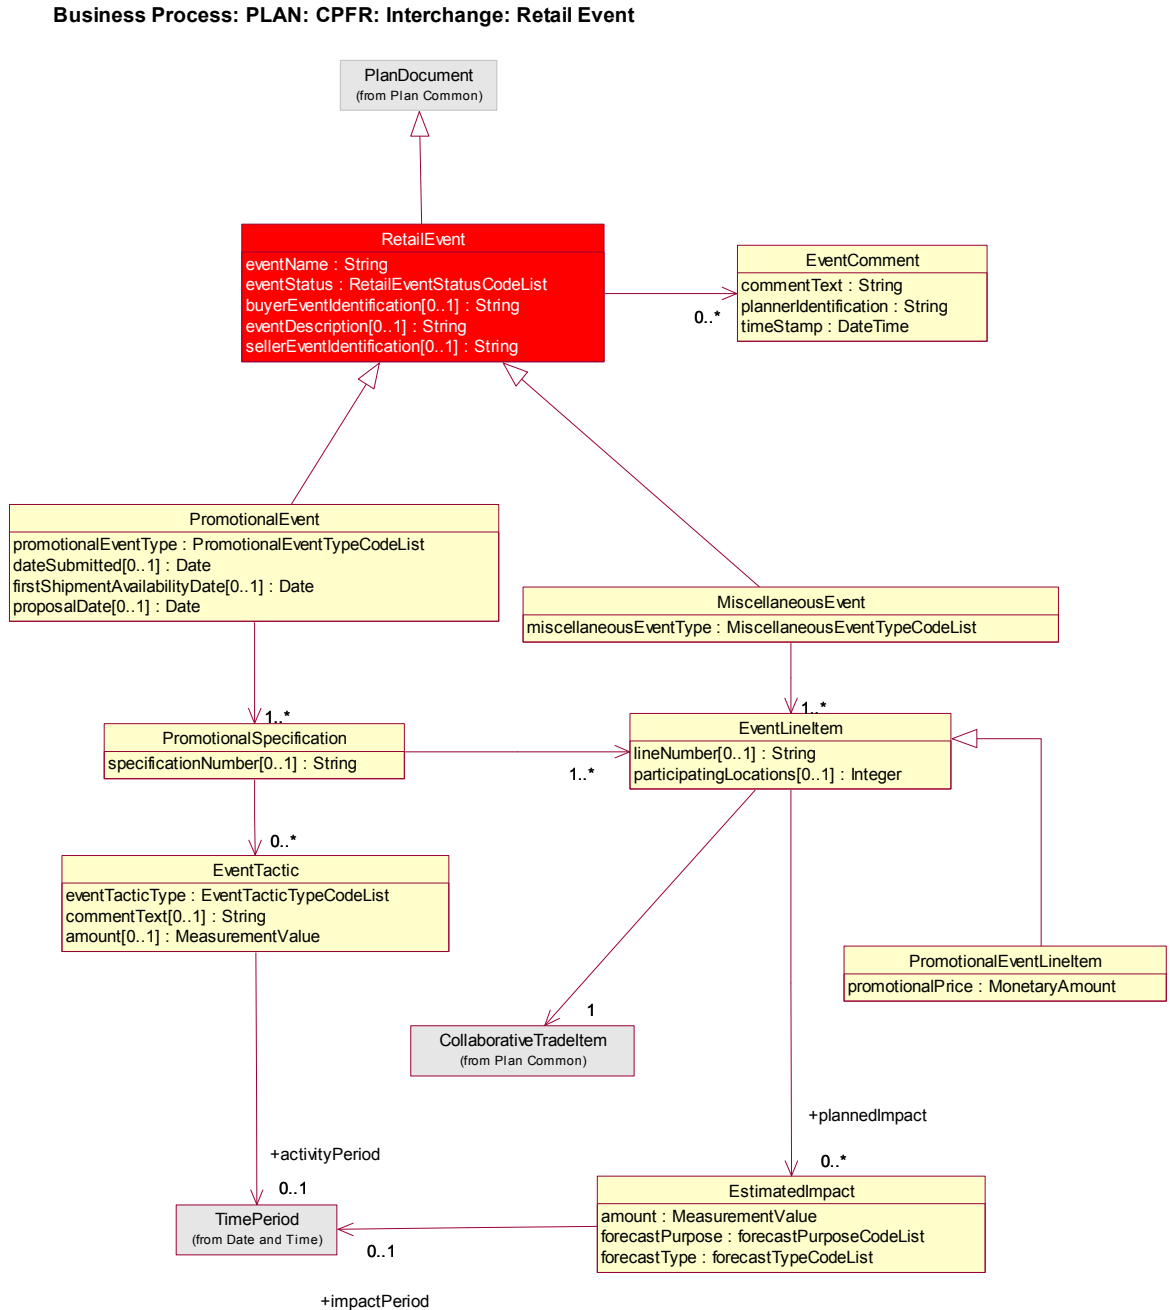 Business Process: PLAN: CPFR: Interchange: Retail Event
PlanDocument
(from Plan Common)
RetailEvent
eventName : String
eventStatus : RetailEventStatusCodeList
buyerEventIdentification[0..1] : String
eventDescription[0..1] : String
sellerEventIdentification[0..1] : String
EventComment
commentText : String
plannerIdentification : String
timeStamp : DateTime
0..*
PromotionalEvent
promotionalEventType : PromotionalEventTypeCodeList
dateSubmitted[0..1] : Date
firstShipmentAvailabilityDate[0..1] : Date
proposalDate[0..1] : Date
MiscellaneousEvent
miscellaneousEventType : MiscellaneousEventTypeCodeList
1..*
1..*
PromotionalSpecification
specificationNumber[0..1] : String
EventLineItem
lineNumber[0..1] : String
participatingLocations[0..1] : Integer
1..*
0..*
EventTactic
eventTacticType : EventTacticTypeCodeList
commentText[0..1] : String
amount[0..1] : MeasurementValue
PromotionalEventLineItem
promotionalPrice : MonetaryAmount
1
CollaborativeTradeItem
(from Plan Common)
+plannedImpact
0..*
+activityPeriod
0..1
TimePeriod
(from Date and Time)
EstimatedImpact
amount : MeasurementValue
forecastPurpose : forecastPurposeCodeList
forecastType : forecastTypeCodeList
0..1
+impactPeriod